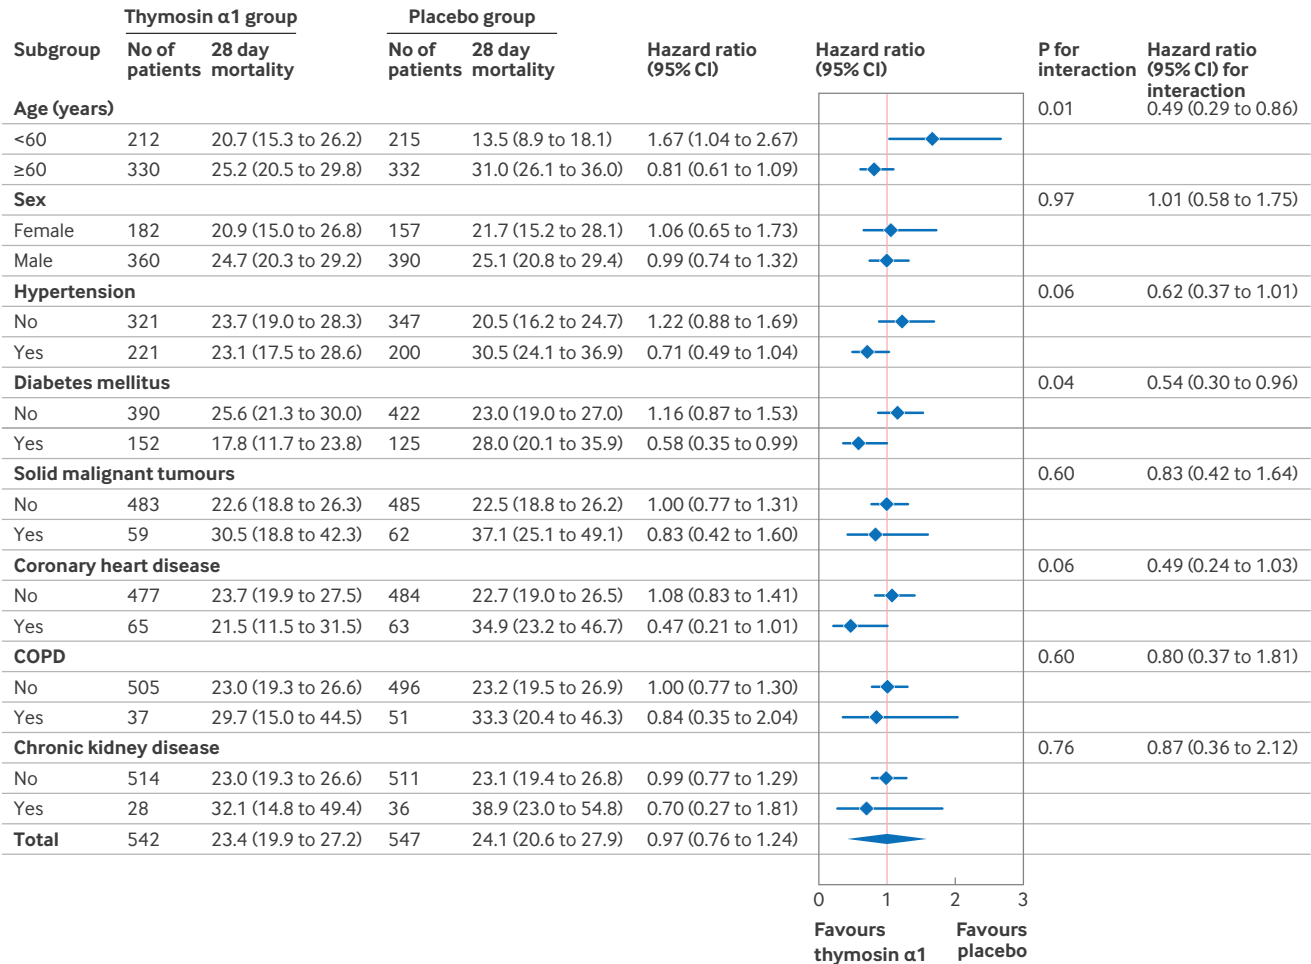 Thymosin α1 group Placebo group
Subgroup No of patients 28 day mortality No of patients 28 day mortality Hazard ratio (95% CI) Hazard ratio (95% CI) P for interaction Hazard ratio (95% CI) for interaction
Age (years) 0.01 0.49 (0.29 to 0.86)
<60 212 20.7 (15.3 to 26.2) 215 13.5 (8.9 to 18.1) 1.67 (1.04 to 2.67)
≥60 330 25.2 (20.5 to 29.8) 332 31.0 (26.1 to 36.0) 0.81 (0.61 to 1.09)
Sex 0.97 1.01 (0.58 to 1.75)
Female 182 20.9 (15.0 to 26.8) 157 21.7 (15.2 to 28.1) 1.06 (0.65 to 1.73)
Male 360 24.7 (20.3 to 29.2) 390 25.1 (20.8 to 29.4) 0.99 (0.74 to 1.32)
Hypertension 0.06 0.62 (0.37 to 1.01)
No 321 23.7 (19.0 to 28.3) 347 20.5 (16.2 to 24.7) 1.22 (0.88 to 1.69)
Yes 221 23.1 (17.5 to 28.6) 200 30.5 (24.1 to 36.9) 0.71 (0.49 to 1.04)
Diabetes mellitus 0.04 0.54 (0.30 to 0.96)
No 390 25.6 (21.3 to 30.0) 422 23.0 (19.0 to 27.0) 1.16 (0.87 to 1.53)
Yes 152 17.8 (11.7 to 23.8) 125 28.0 (20.1 to 35.9) 0.58 (0.35 to 0.99)
Solid malignant tumours 0.60 0.83 (0.42 to 1.64)
No 483 22.6 (18.8 to 26.3) 485 22.5 (18.8 to 26.2) 1.00 (0.77 to 1.31)
Yes 59 30.5 (18.8 to 42.3) 62 37.1 (25.1 to 49.1) 0.83 (0.42 to 1.60)
Coronary heart disease 0.06 0.49 (0.24 to 1.03)
No 477 23.7 (19.9 to 27.5) 484 22.7 (19.0 to 26.5) 1.08 (0.83 to 1.41)
Yes 65 21.5 (11.5 to 31.5) 63 34.9 (23.2 to 46.7) 0.47 (0.21 to 1.01)
COPD 0.60 0.80 (0.37 to 1.81)
No 505 23.0 (19.3 to 26.6) 496 23.2 (19.5 to 26.9) 1.00 (0.77 to 1.30)
Yes 37 29.7 (15.0 to 44.5) 51 33.3 (20.4 to 46.3) 0.84 (0.35 to 2.04)
Chronic kidney disease 0.76 0.87 (0.36 to 2.12)
No 514 23.0 (19.3 to 26.6) 511 23.1 (19.4 to 26.8) 0.99 (0.77 to 1.29)
Yes 28 32.1 (14.8 to 49.4) 36 38.9 (23.0 to 54.8) 0.70 (0.27 to 1.81)
Total 542 23.4 (19.9 to 27.2) 547 24.1 (20.6 to 27.9) 0.97 (0.76 to 1.24)
0 1 2 3
Favours thymosin α1 Favours placebo